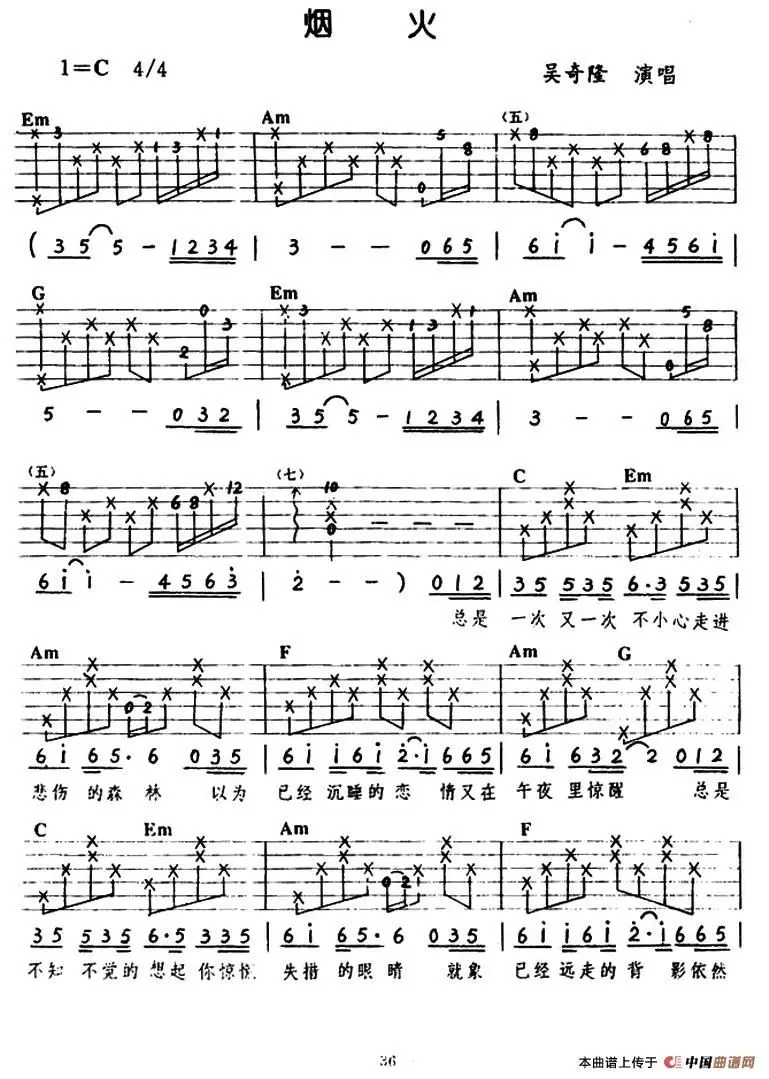 烟 火
1=C 4/4 吴奇隆 演唱
Em Am (五)
( 3 5 5 - 1 2 3 4 | 3 - - 0 6 5 | 6 i i - 4 5 6 i |
G Em Am
5 - - 0 3 2 | 3 5 5 - 1 2 3 4 | 3 - - 0 6 5 |
(五) (七) C Em
6 i i - 4 5 6 3 | 2 - - ) 0 1 2 | 3 5 5 3 5 6 · 3 5 3 5 |
总是 一次 又一次 不小心走进
Am F Am G
6 i 6 5 · 6 0 3 5 | 6 i i 6 i 2 · i 6 6 5 | 6 i 6 3 2 2 0 1 2 |
悲伤 的森 林 以为 已经 沉睡的恋 情又在 午夜 里惊醒 总是
C Em Am F
3 5 5 3 5 6 · 5 3 3 5 | 6 i 6 5 · 6 0 3 5 | 6 i i 6 i 2 · i 6 6 5 |
不知 不觉的 想起 你惊慌 失措 的眼 睛 就象 已经 远走的背 影依然
36
本曲谱上传于 中国曲谱网